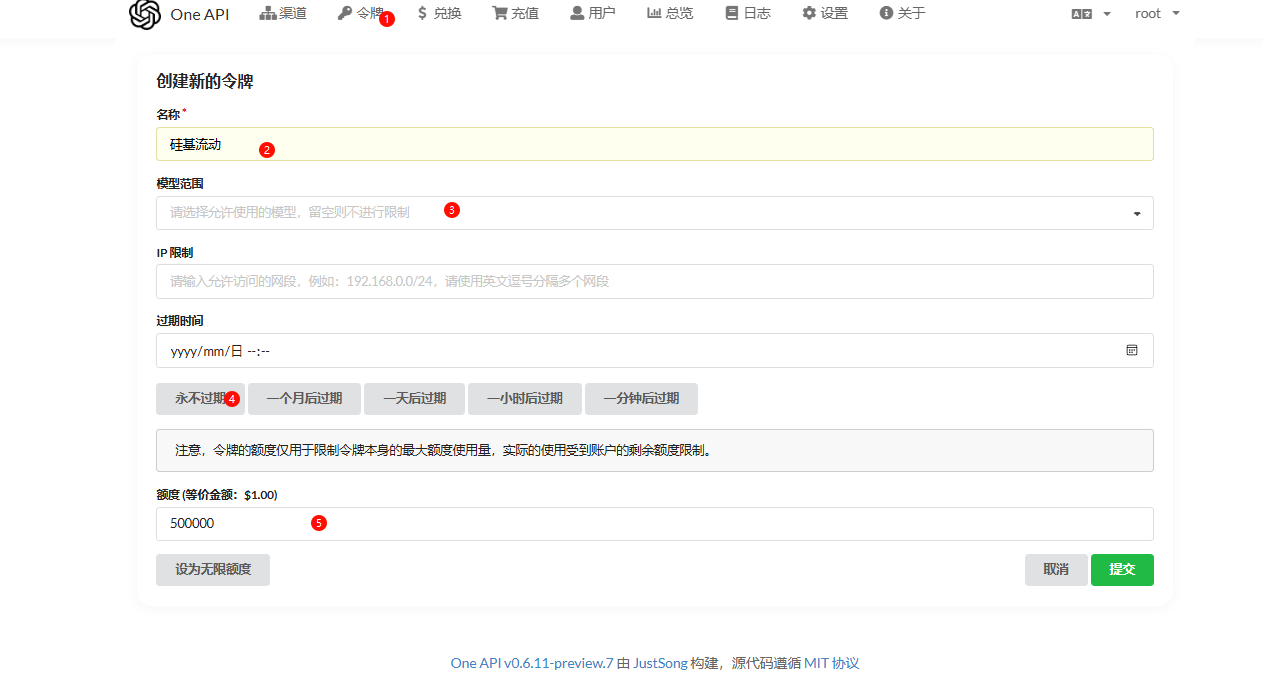 One API 渠道 令牌 1 兑换 充值 用户 总览 日志 设置 关于 root
创建新的令牌
名称*
硅基流动 2
模型范围
请选择允许使用的模型，留空则不进行限制 3
IP 限制
请输入允许访问的网段，例如：192.168.0.0/24，请使用英文逗号分隔多个网段
过期时间
yyyy/mm/日 --:--
永不过期 4 一个月后过期 一天后过期 一小时后过期 一分钟后过期
注意，令牌的额度仅用于限制令牌本身的最大额度使用量，实际的使用受到账户的剩余额度限制。
额度 (等价金额：$1.00)
500000 5
设为无限额度 取消 提交
One API v0.6.11-preview.7 由 JustSong 构建，源代码遵循 MIT 协议